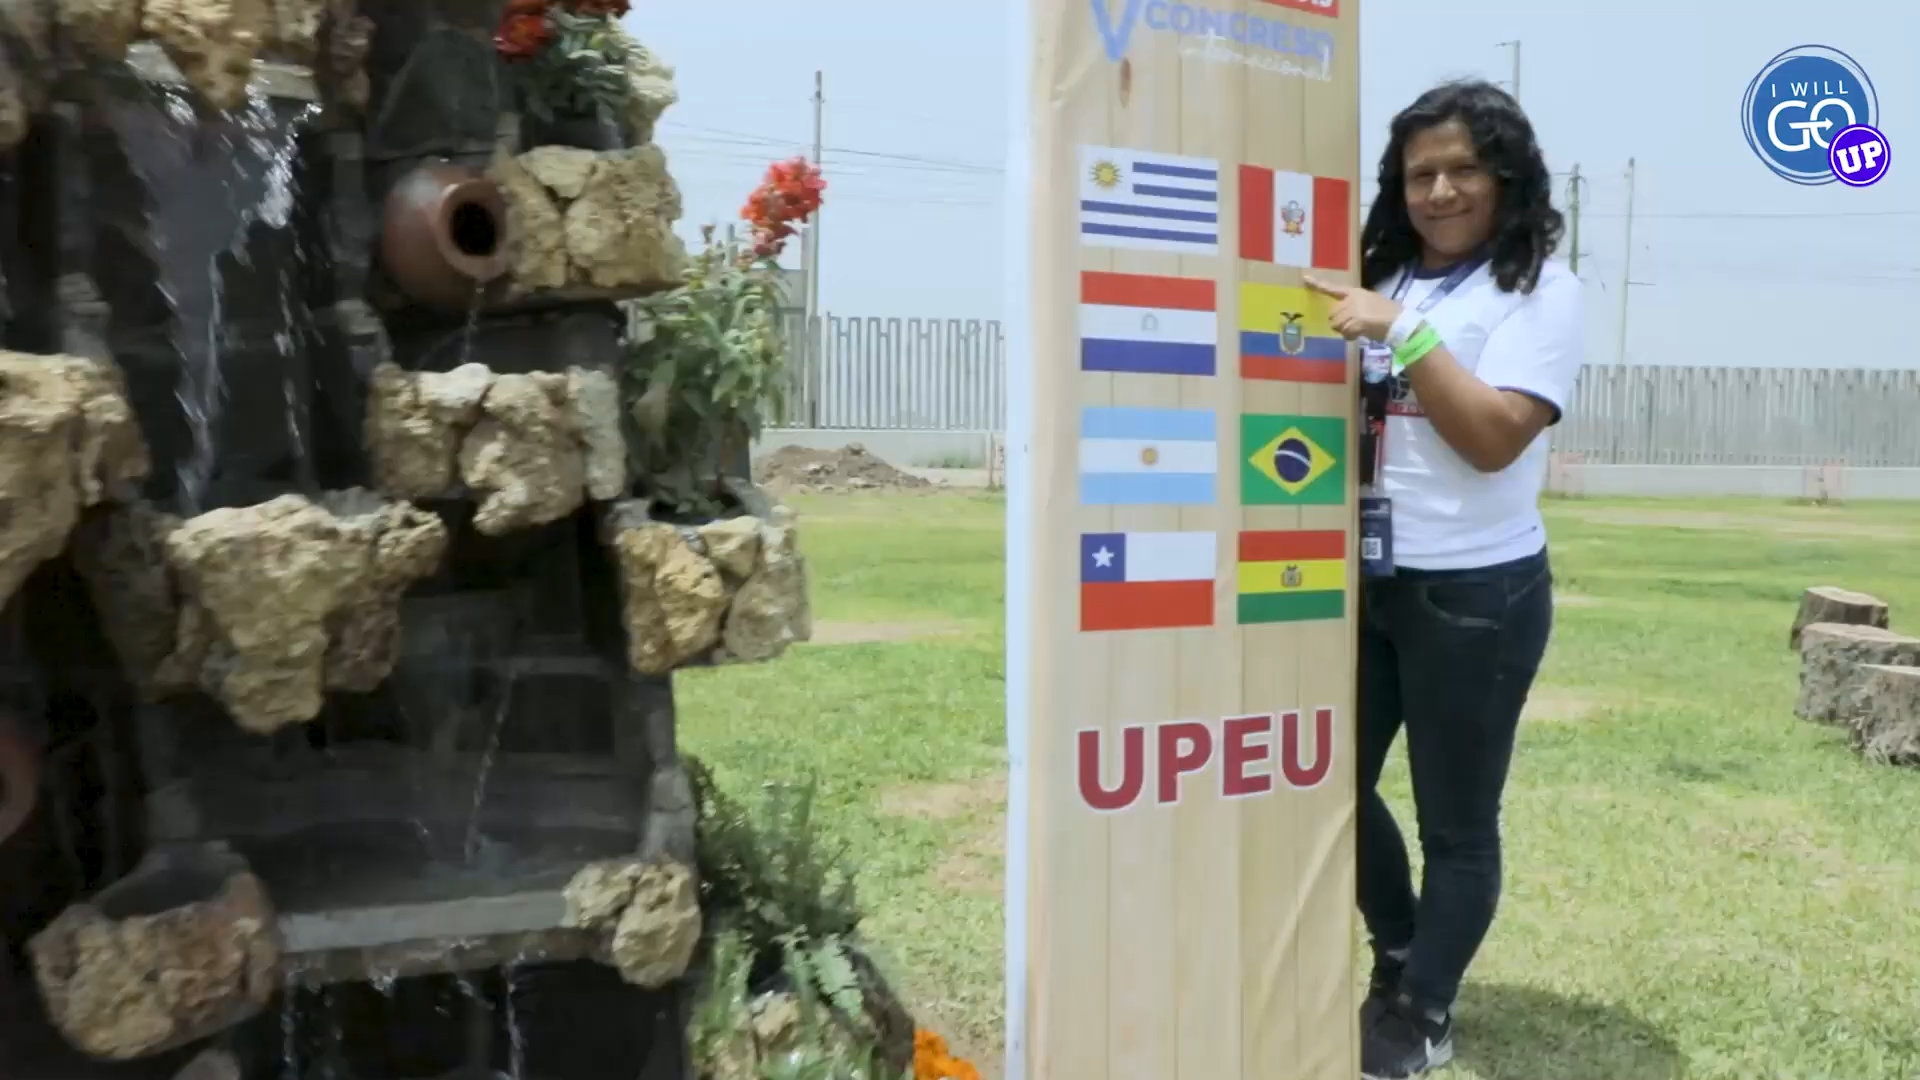 V CONGRESO
internacional
UPEU
I WILL
GO
UP